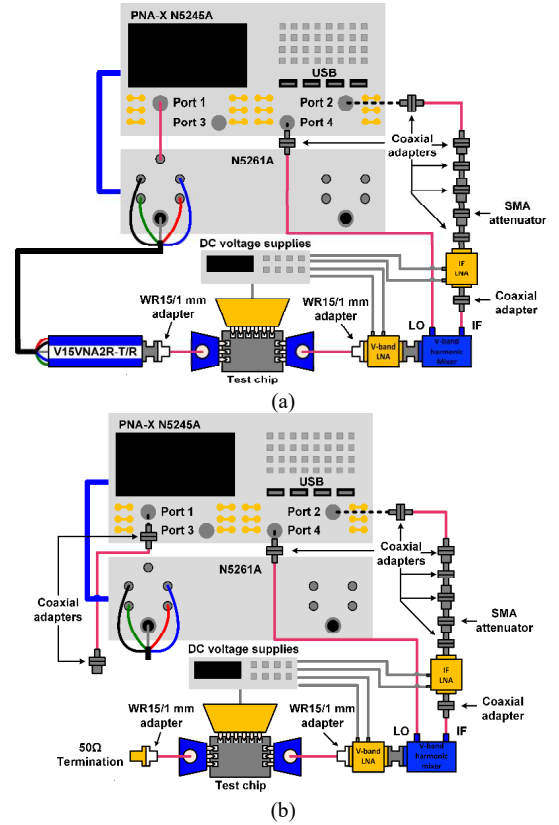 PNA-X N5245A
USB
Port 1
Port 2
Port 3
Port 4
Coaxial
adapters
N5261A
SMA
attenuator
DC voltage supplies
IF
LNA
WR15/1 mm
adapter
WR15/1 mm
adapter
Coaxial
adapter
LO
IF
V15VNA2R-T/R
V-band
LNA
V-band
harmonic
Mixer
Test chip
(a)
PNA-X N5245A
USB
Port 1
Port 2
Port 3
Port 4
Coaxial
adapters
N5261A
Coaxial
adapters
SMA
attenuator
DC voltage supplies
IF
LNA
WR15/1 mm
adapter
WR15/1 mm
adapter
Coaxial
adapter
LO
IF
50Ω
Termination
V-band
LNA
V-band
harmonic
mixer
Test chip
(b)